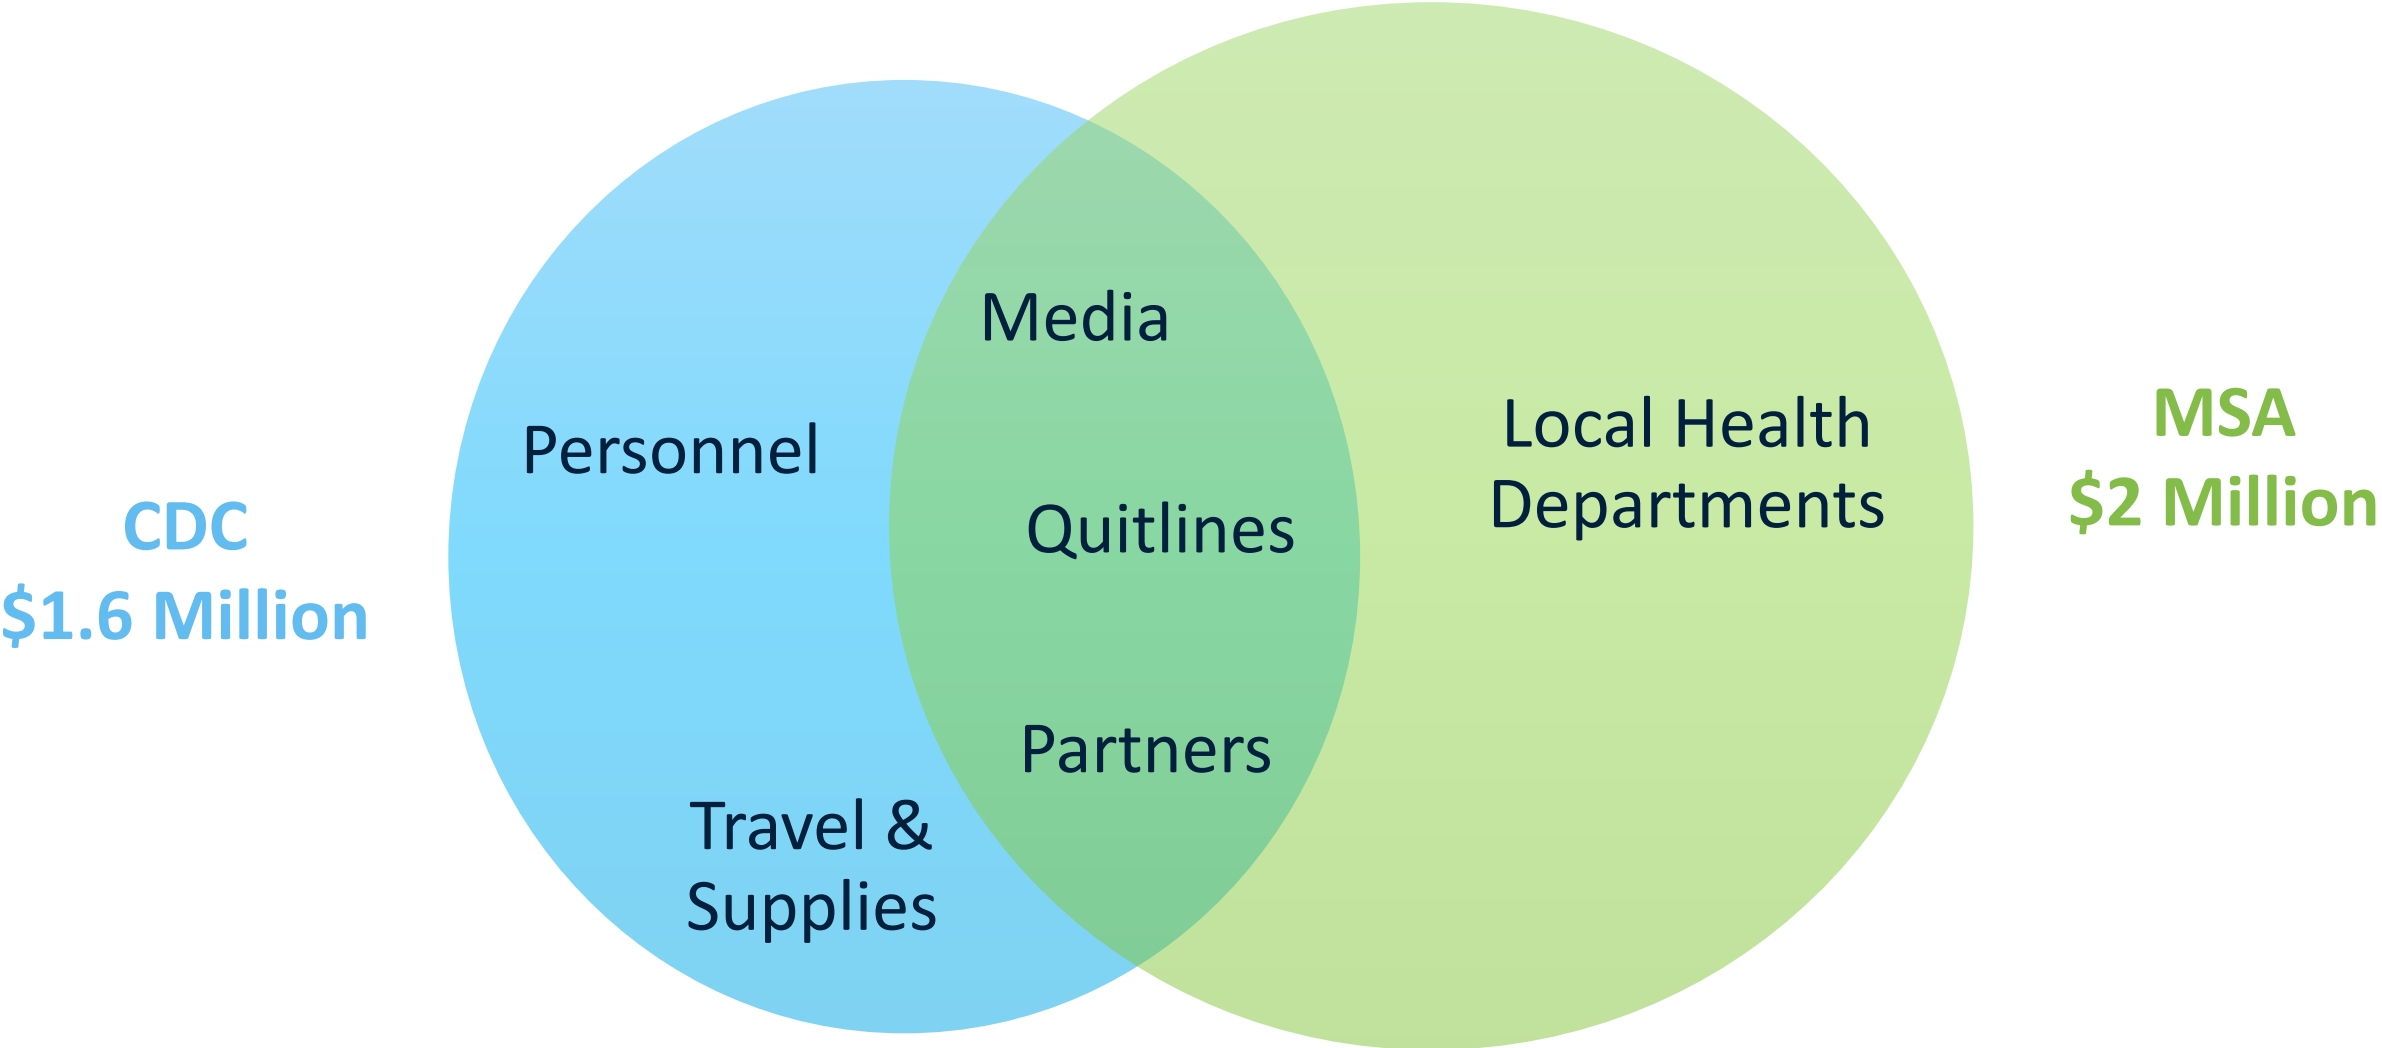 CDC
$1.6 Million
Personnel
Travel &
Supplies
Media
Quitlines
Partners
Local Health
Departments
MSA
$2 Million